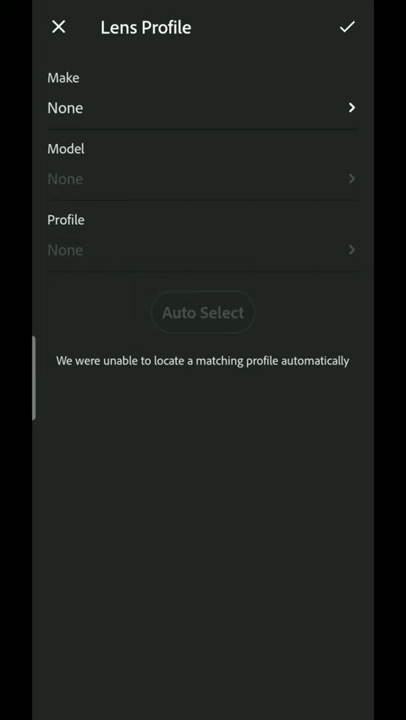 Lens Profile
Make
None
Model
None
Profile
None
Auto Select
We were unable to locate a matching profile automatically